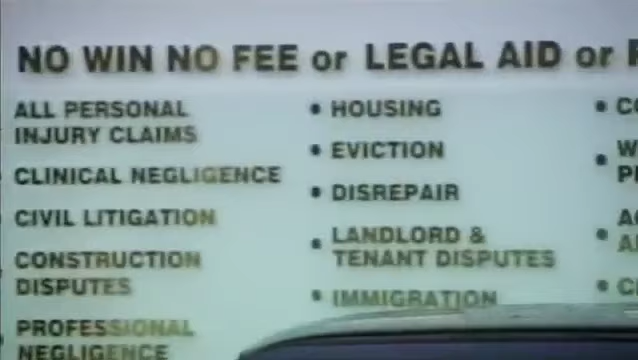 NO WIN NO FEE or LEGAL AID or
ALL PERSONAL
INJURY CLAIMS
CLINICAL NEGLIGENCE
CIVIL LITIGATION
CONSTRUCTION
DISPUTES
PROFESSIONAL
NEGLIGENCE
• HOUSING
• EVICTION
• DISREPAIR
• LANDLORD &
TENANT DISPUTES
• IMMIGRATION